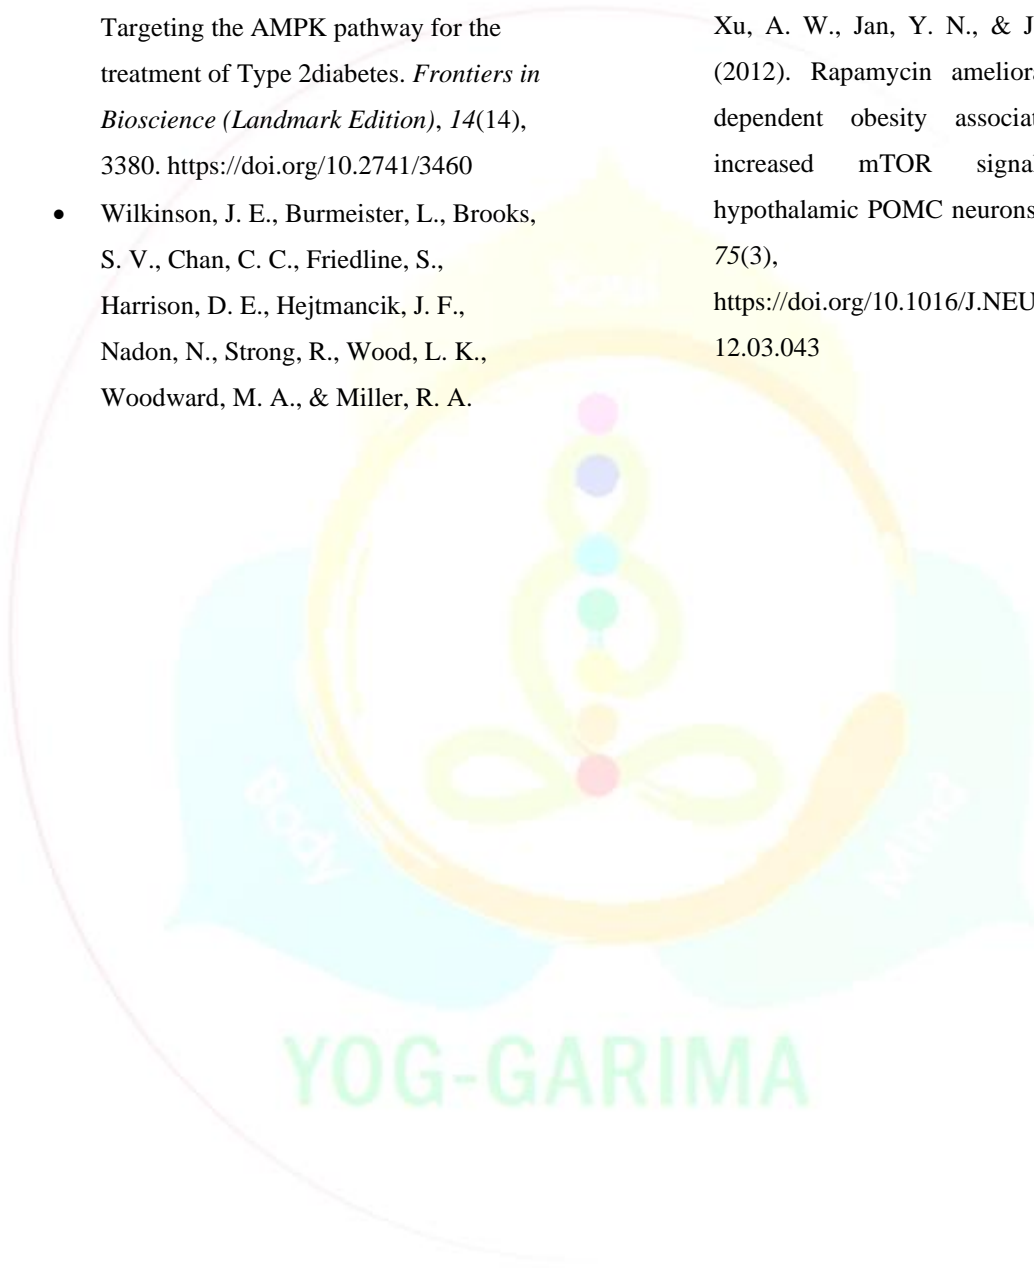 Targeting the AMPK pathway for the
treatment of Type 2diabetes. Frontiers in
Bioscience (Landmark Edition), 14(14),
3380. https://doi.org/10.2741/3460
• Wilkinson, J. E., Burmeister, L., Brooks,
S. V., Chan, C. C., Friedline, S.,
Harrison, D. E., Hejtmancik, J. F.,
Nadon, N., Strong, R., Wood, L. K.,
Woodward, M. A., & Miller, R. A.
Xu, A. W., Jan, Y. N., & J
(2012). Rapamycin amelior
dependent obesity associat
increased mTOR signa
hypothalamic POMC neurons
75(3),
https://doi.org/10.1016/J.NEU
12.03.043
Body
Mind
YOG-GARIMA